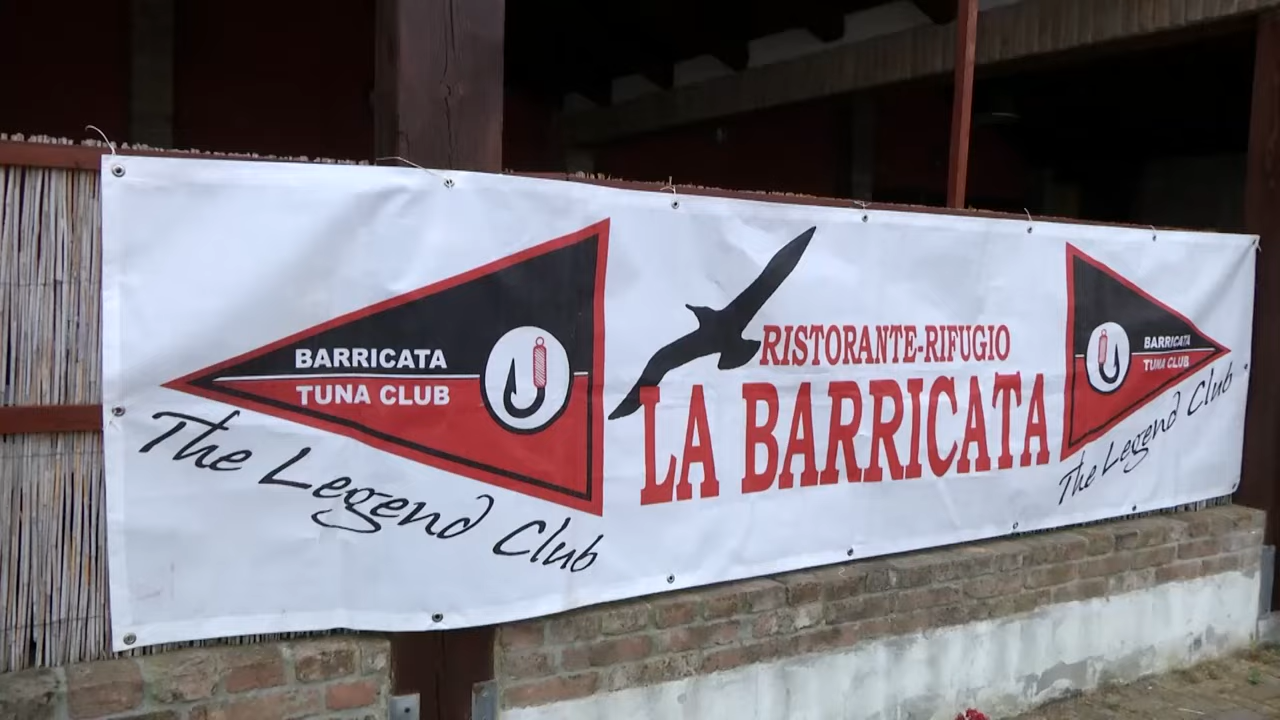 BARRICATA
TUNA CLUB
The Legend Club
RISTORANTE-RIFUGIO
LA BARRICATA
BARRICATA
TUNA CLUB
The Legend Club